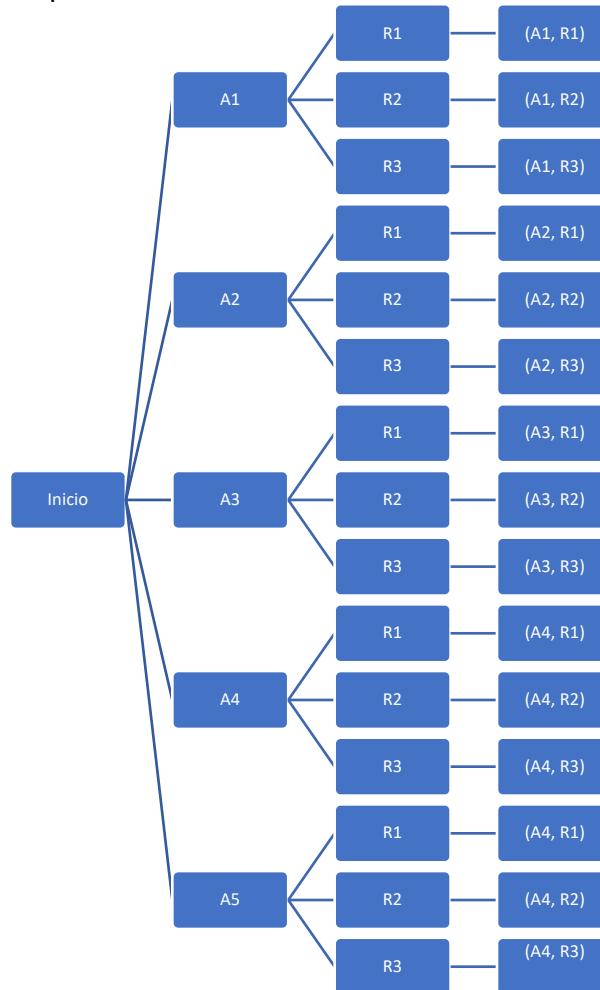 R1 (A1, R1)
A1 R2 (A1, R2)
R3 (A1, R3)
R1 (A2, R1)
A2 R2 (A2, R2)
R3 (A2, R3)
R1 (A3, R1)
Inicio A3 R2 (A3, R2)
R3 (A3, R3)
R1 (A4, R1)
A4 R2 (A4, R2)
R3 (A4, R3)
R1 (A4, R1)
A5 R2 (A4, R2)
R3 (A4, R3)